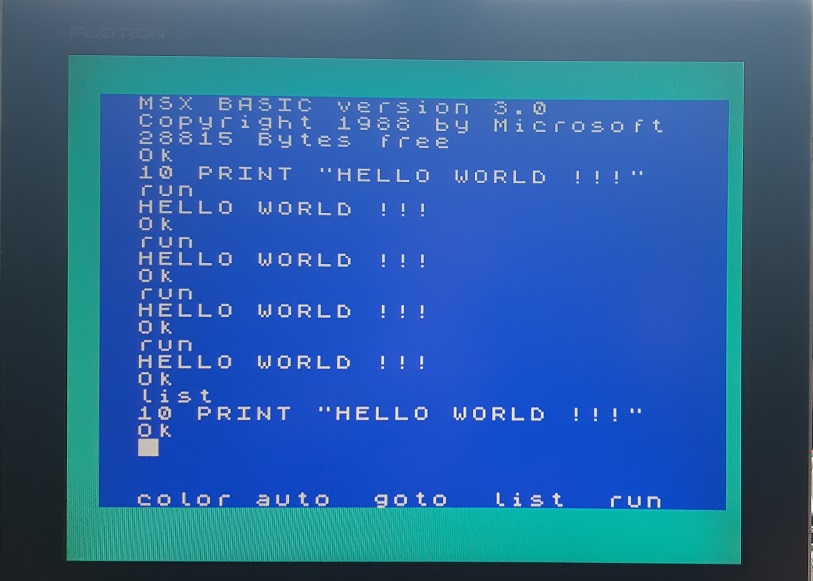 FLATRON
MSX BASIC version 3.0
Copyright 1988 by Microsoft
28815 Bytes free
Ok
10 PRINT "HELLO WORLD !!!"
run
HELLO WORLD !!!
Ok
run
HELLO WORLD !!!
Ok
run
HELLO WORLD !!!
Ok
run
HELLO WORLD !!!
Ok
list
10 PRINT "HELLO WORLD !!!"
Ok
color auto goto list run